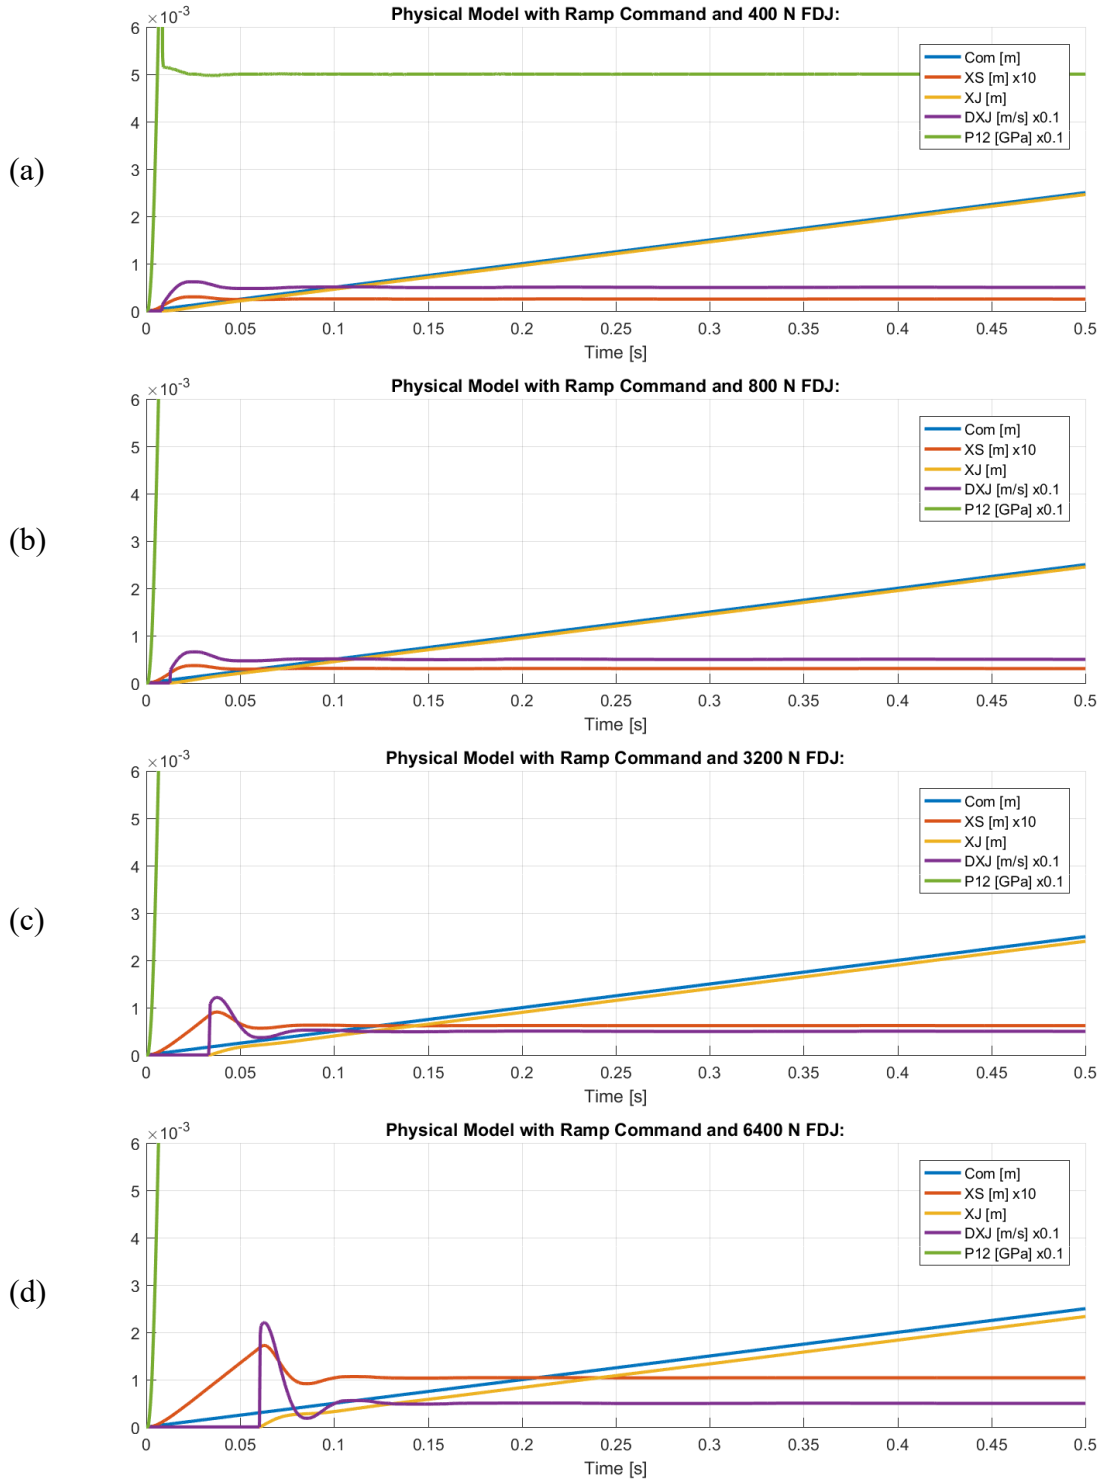 Physical Model with Ramp Command and 400 N FDJ:
×10-3
6
5
4
3
2
1
0
0 0.05 0.1 0.15 0.2 0.25 0.3 0.35 0.4 0.45 0.5
Time [s]
Com [m]
XS [m] x10
XJ [m]
DXJ [m/s] x0.1
P12 [GPa] x0.1
(a)
Physical Model with Ramp Command and 800 N FDJ:
×10-3
6
5
4
3
2
1
0
0 0.05 0.1 0.15 0.2 0.25 0.3 0.35 0.4 0.45 0.5
Time [s]
Com [m]
XS [m] x10
XJ [m]
DXJ [m/s] x0.1
P12 [GPa] x0.1
(b)
Physical Model with Ramp Command and 3200 N FDJ:
×10-3
6
5
4
3
2
1
0
0 0.05 0.1 0.15 0.2 0.25 0.3 0.35 0.4 0.45 0.5
Time [s]
Com [m]
XS [m] x10
XJ [m]
DXJ [m/s] x0.1
P12 [GPa] x0.1
(c)
Physical Model with Ramp Command and 6400 N FDJ:
×10-3
6
5
4
3
2
1
0
0 0.05 0.1 0.15 0.2 0.25 0.3 0.35 0.4 0.45 0.5
Time [s]
Com [m]
XS [m] x10
XJ [m]
DXJ [m/s] x0.1
P12 [GPa] x0.1
(d)